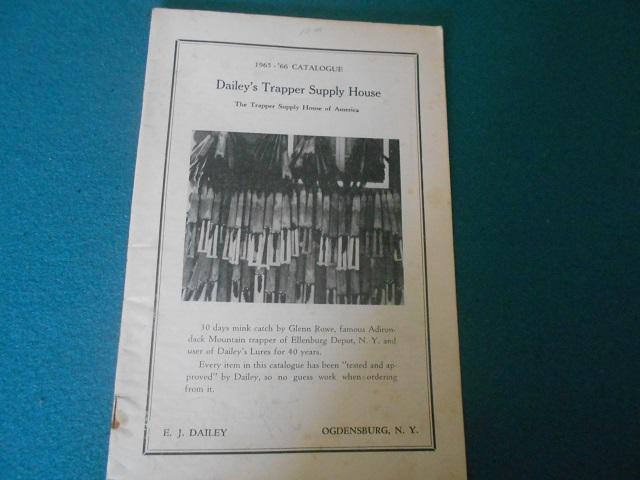 1965-'66 CATALOGUE
Dailey's Trapper Supply House
The Trapper Supply House of America
30 days mink catch by Glenn Rowe, famous Adiron-
dack Mountain trapper of Ellenburg Depot, N. Y. and
user of Dailey's Lures for 40 years.
Every item in this catalogue has been "tested and ap-
proved" by Dailey, so no guess work when ordering
from it.
E. J. DAILEY OGDENSBURG, N. Y.